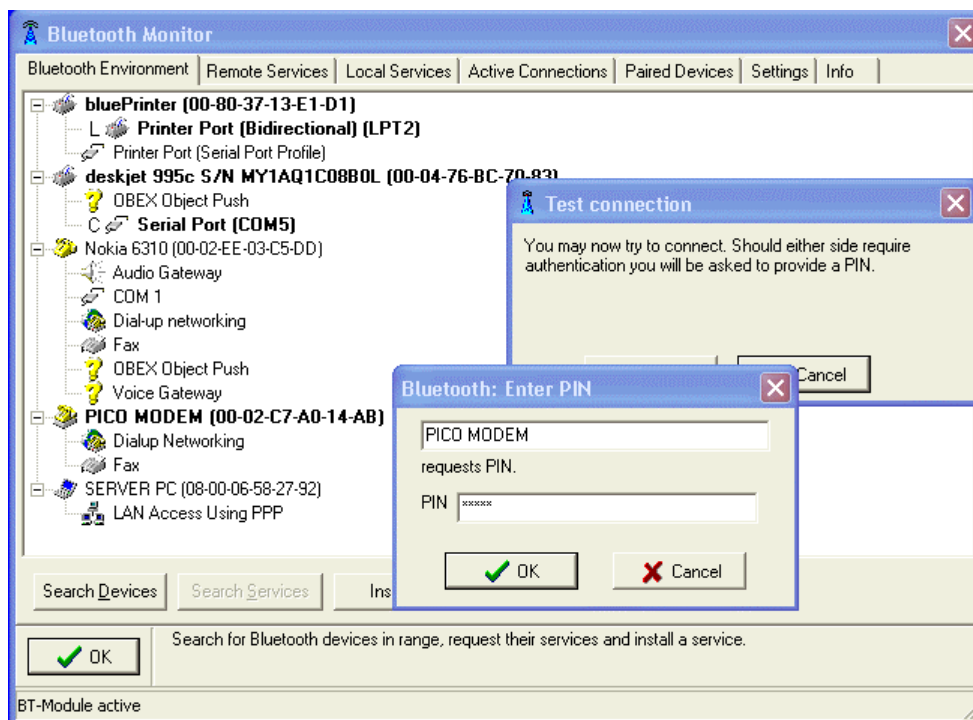 Bluetooth Monitor
Bluetooth Environment Remote Services Local Services Active Connections Paired Devices Settings Info
bluePrinter (00-80-37-13-E1-D1)
L Printer Port (Bidirectional) (LPT2)
Printer Port (Serial Port Profile)
deskjet 995c S/N MY1AQ1C08B0L (00-04-76-BC-70-83)
OBEX Object Push
C Serial Port (COM5)
Nokia 6310 (00-02-EE-03-C5-DD)
Audio Gateway
COM 1
Dial-up networking
Fax
OBEX Object Push
Voice Gateway
PICO MODEM (00-02-C7-A0-14-AB)
Dialup Networking
Fax
SERVER PC (08-00-06-58-27-92)
LAN Access Using PPP
Test connection
You may now try to connect. Should either side require
authentication you will be asked to provide a PIN.
Cancel
Bluetooth: Enter PIN
PICO MODEM
requests PIN.
PIN xxxxx
OK Cancel
Search Devices Search Services Ins
OK
Search for Bluetooth devices in range, request their services and install a service.
BT-Module active